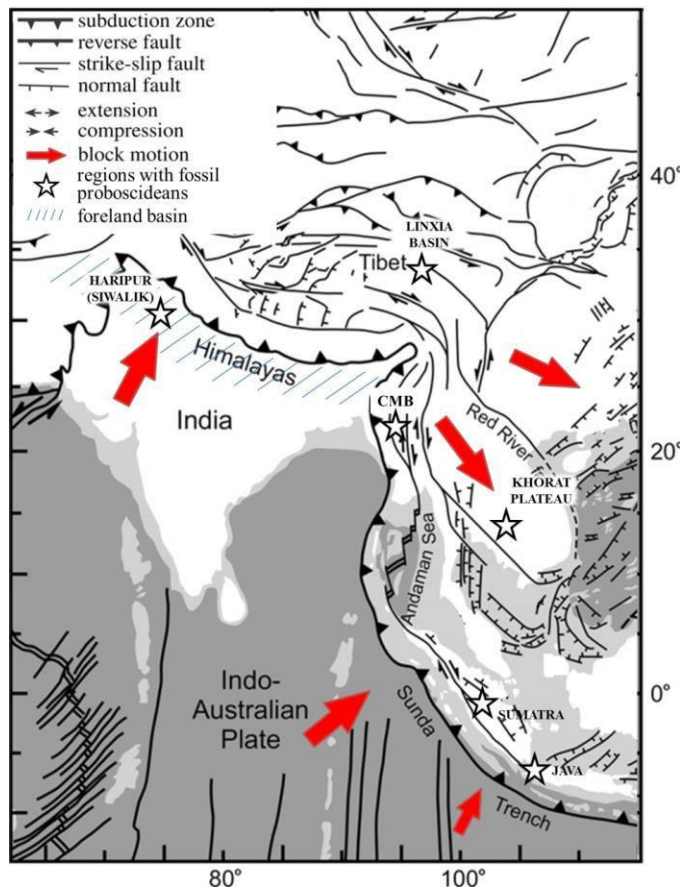 subduction zone
reverse fault
strike-slip fault
normal fault
extension
compression
block motion
regions with fossil
proboscideans
foreland basin
40°
LINXIA
BASIN
Tibet
HARIPUR
(SIWALIK)
Himalayas
CMB
India
Red River
20°
KHORAT
PLATEAU
Andaman Sea
Indo-
Australian
Plate
0°
Sunda
SUMATRA
JAVA
Trench
80°
100°